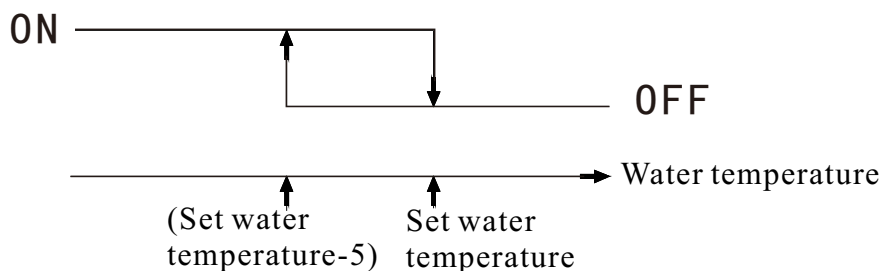 ON
OFF
Water temperature
(Set water
temperature-5)
Set water
temperature